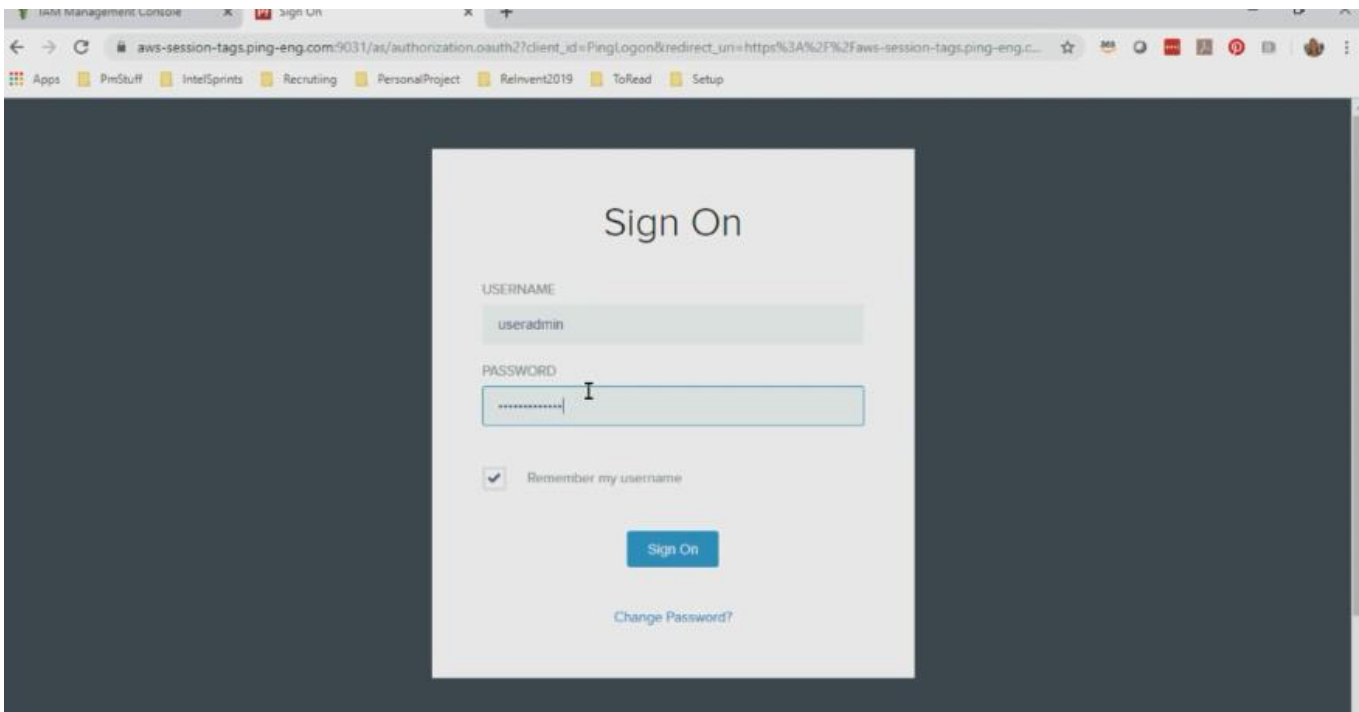 IAM Management Console Sign On
aws-session-tags.ping-eng.com:9031/as/authorization.oauth2?client_id=PingLogon&redirect_uri=https%3A%2F%2Faws-session-tags.ping-eng.c...
Apps PmStuff IntelSprints Recrutiing PersonalProject ReInvent2019 ToRead Setup
Sign On
USERNAME
useradmin
PASSWORD
Remember my username
Sign On
Change Password?